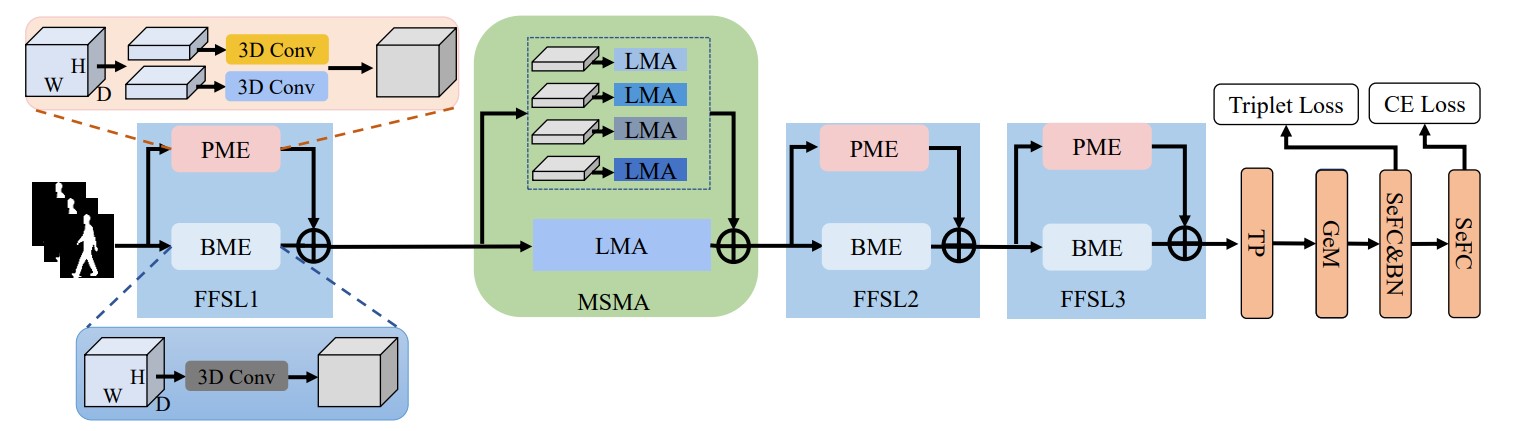 H
W
D
3D Conv
3D Conv
PME
BME
FFSL1
H
W
D
3D Conv
LMA
LMA
LMA
LMA
LMA
MSMA
PME
BME
FFSL2
PME
BME
FFSL3
Triplet Loss
CE Loss
TP
GeM
SeFC&BN
SeFC